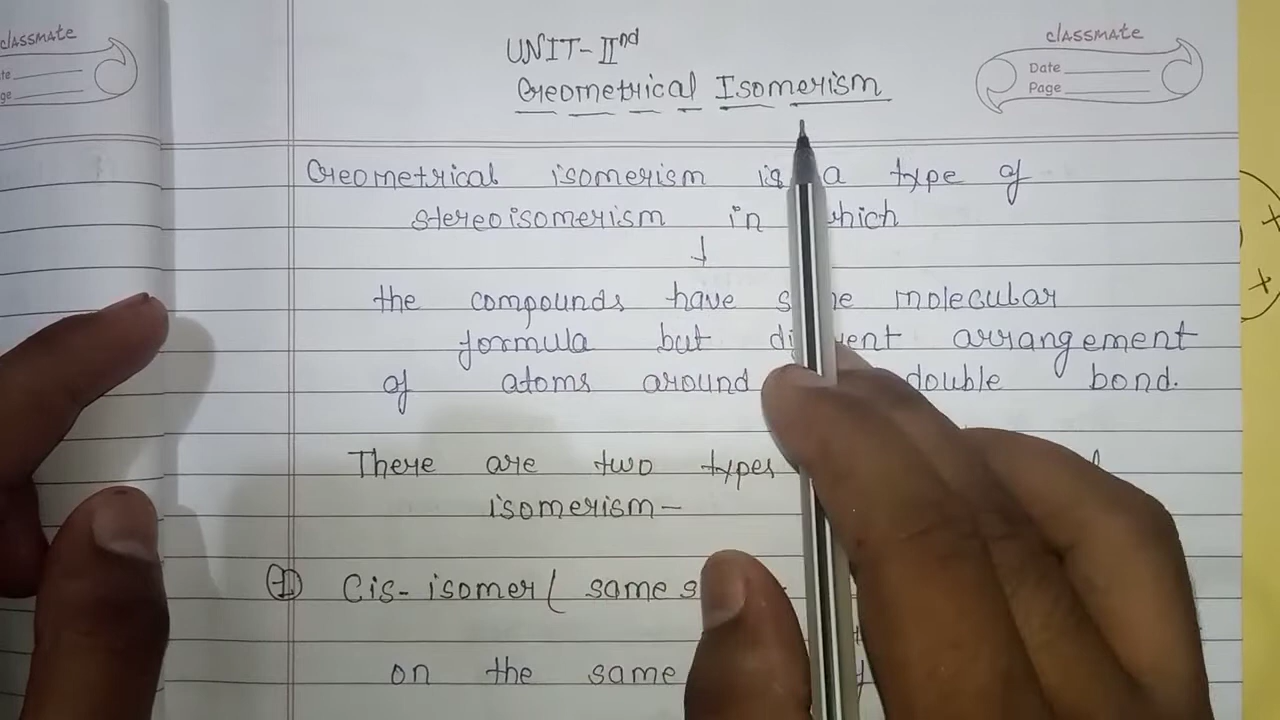 classmate
UNIT-IInd
Geometrical Isomerism
classmate
Date
Page
Geometrical isomerism is a type of
stereoisomerism in which
↓
the compounds have molecular
formula but arrangement
of atoms around double bond.
There are two types
isomerism-
I Cis-isomer ( same
on the same